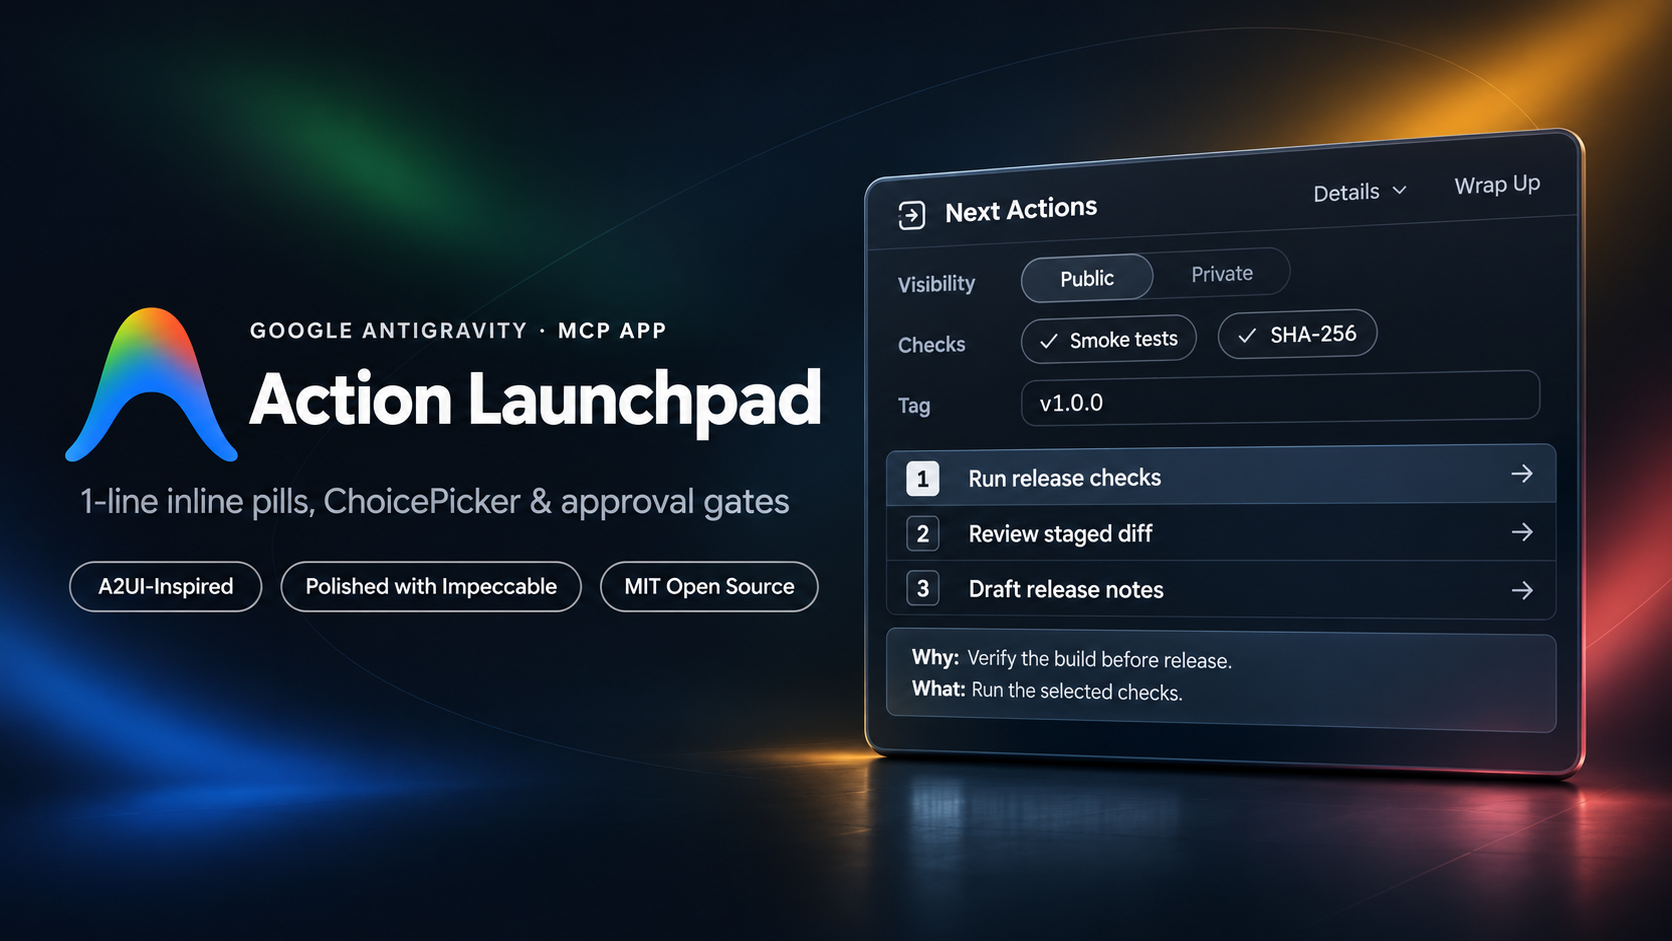 GOOGLE ANTIGRAVITY · MCP APP
Action Launchpad
1-line inline pills, ChoicePicker & approval gates
A2UI-Inspired
Polished with Impeccable
MIT Open Source
Next Actions
Details
Wrap Up
Visibility
Public
Private
Checks
Smoke tests
SHA-256
Tag
v1.0.0
1 Run release checks
2 Review staged diff
3 Draft release notes
Why: Verify the build before release.
What: Run the selected checks.